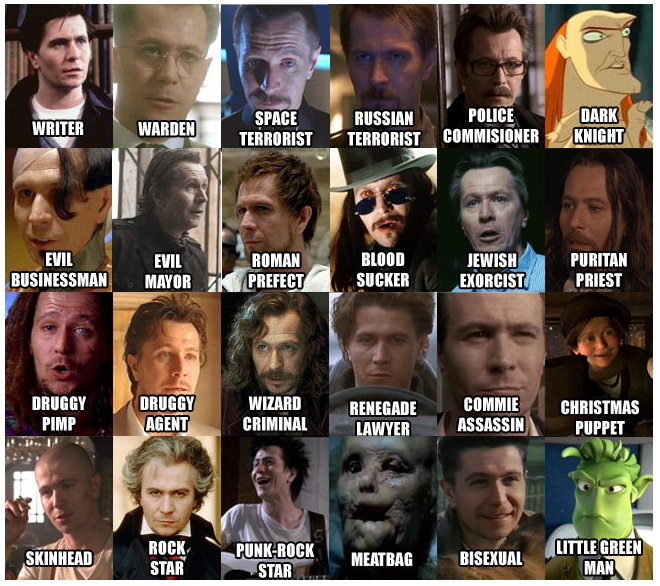 WRITER
WARDEN
SPACE
TERRORIST
RUSSIAN
TERRORIST
POLICE
COMMISIONER
DARK
KNIGHT
EVIL
BUSINESSMAN
EVIL
MAYOR
ROMAN
PREFECT
BLOOD
SUCKER
JEWISH
EXORCIST
PURITAN
PRIEST
DRUGGY
PIMP
DRUGGY
AGENT
WIZARD
CRIMINAL
RENEGADE
LAWYER
COMMIE
ASSASSIN
CHRISTMAS
PUPPET
SKINHEAD
ROCK
STAR
PUNK-ROCK
STAR
MEATBAG
BISEXUAL
LITTLE GREEN
MAN